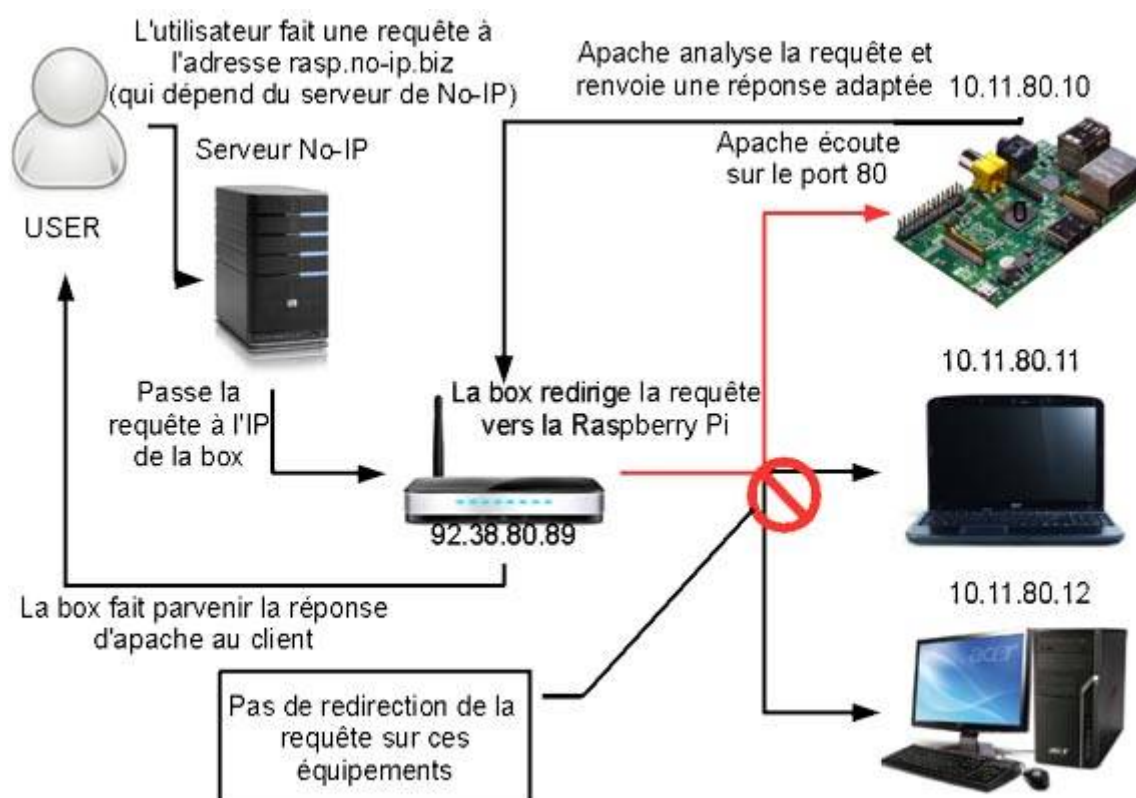 L'utilisateur fait une requête à
l'adresse rasp.no-ip.biz
(qui dépend du serveur de No-IP)
USER
Serveur No-IP
Passe la
requête à l'IP
de la box
92.38.80.89
La box redirige la requête
vers la Raspberry Pi
Apache écoute
sur le port 80
Apache analyse la requête et
renvoie une réponse adaptée
10.11.80.10
0
10.11.80.11
acer
10.11.80.12
acer
La box fait parvenir la réponse
d'apache au client
Pas de redirection de la
requête sur ces
équipements